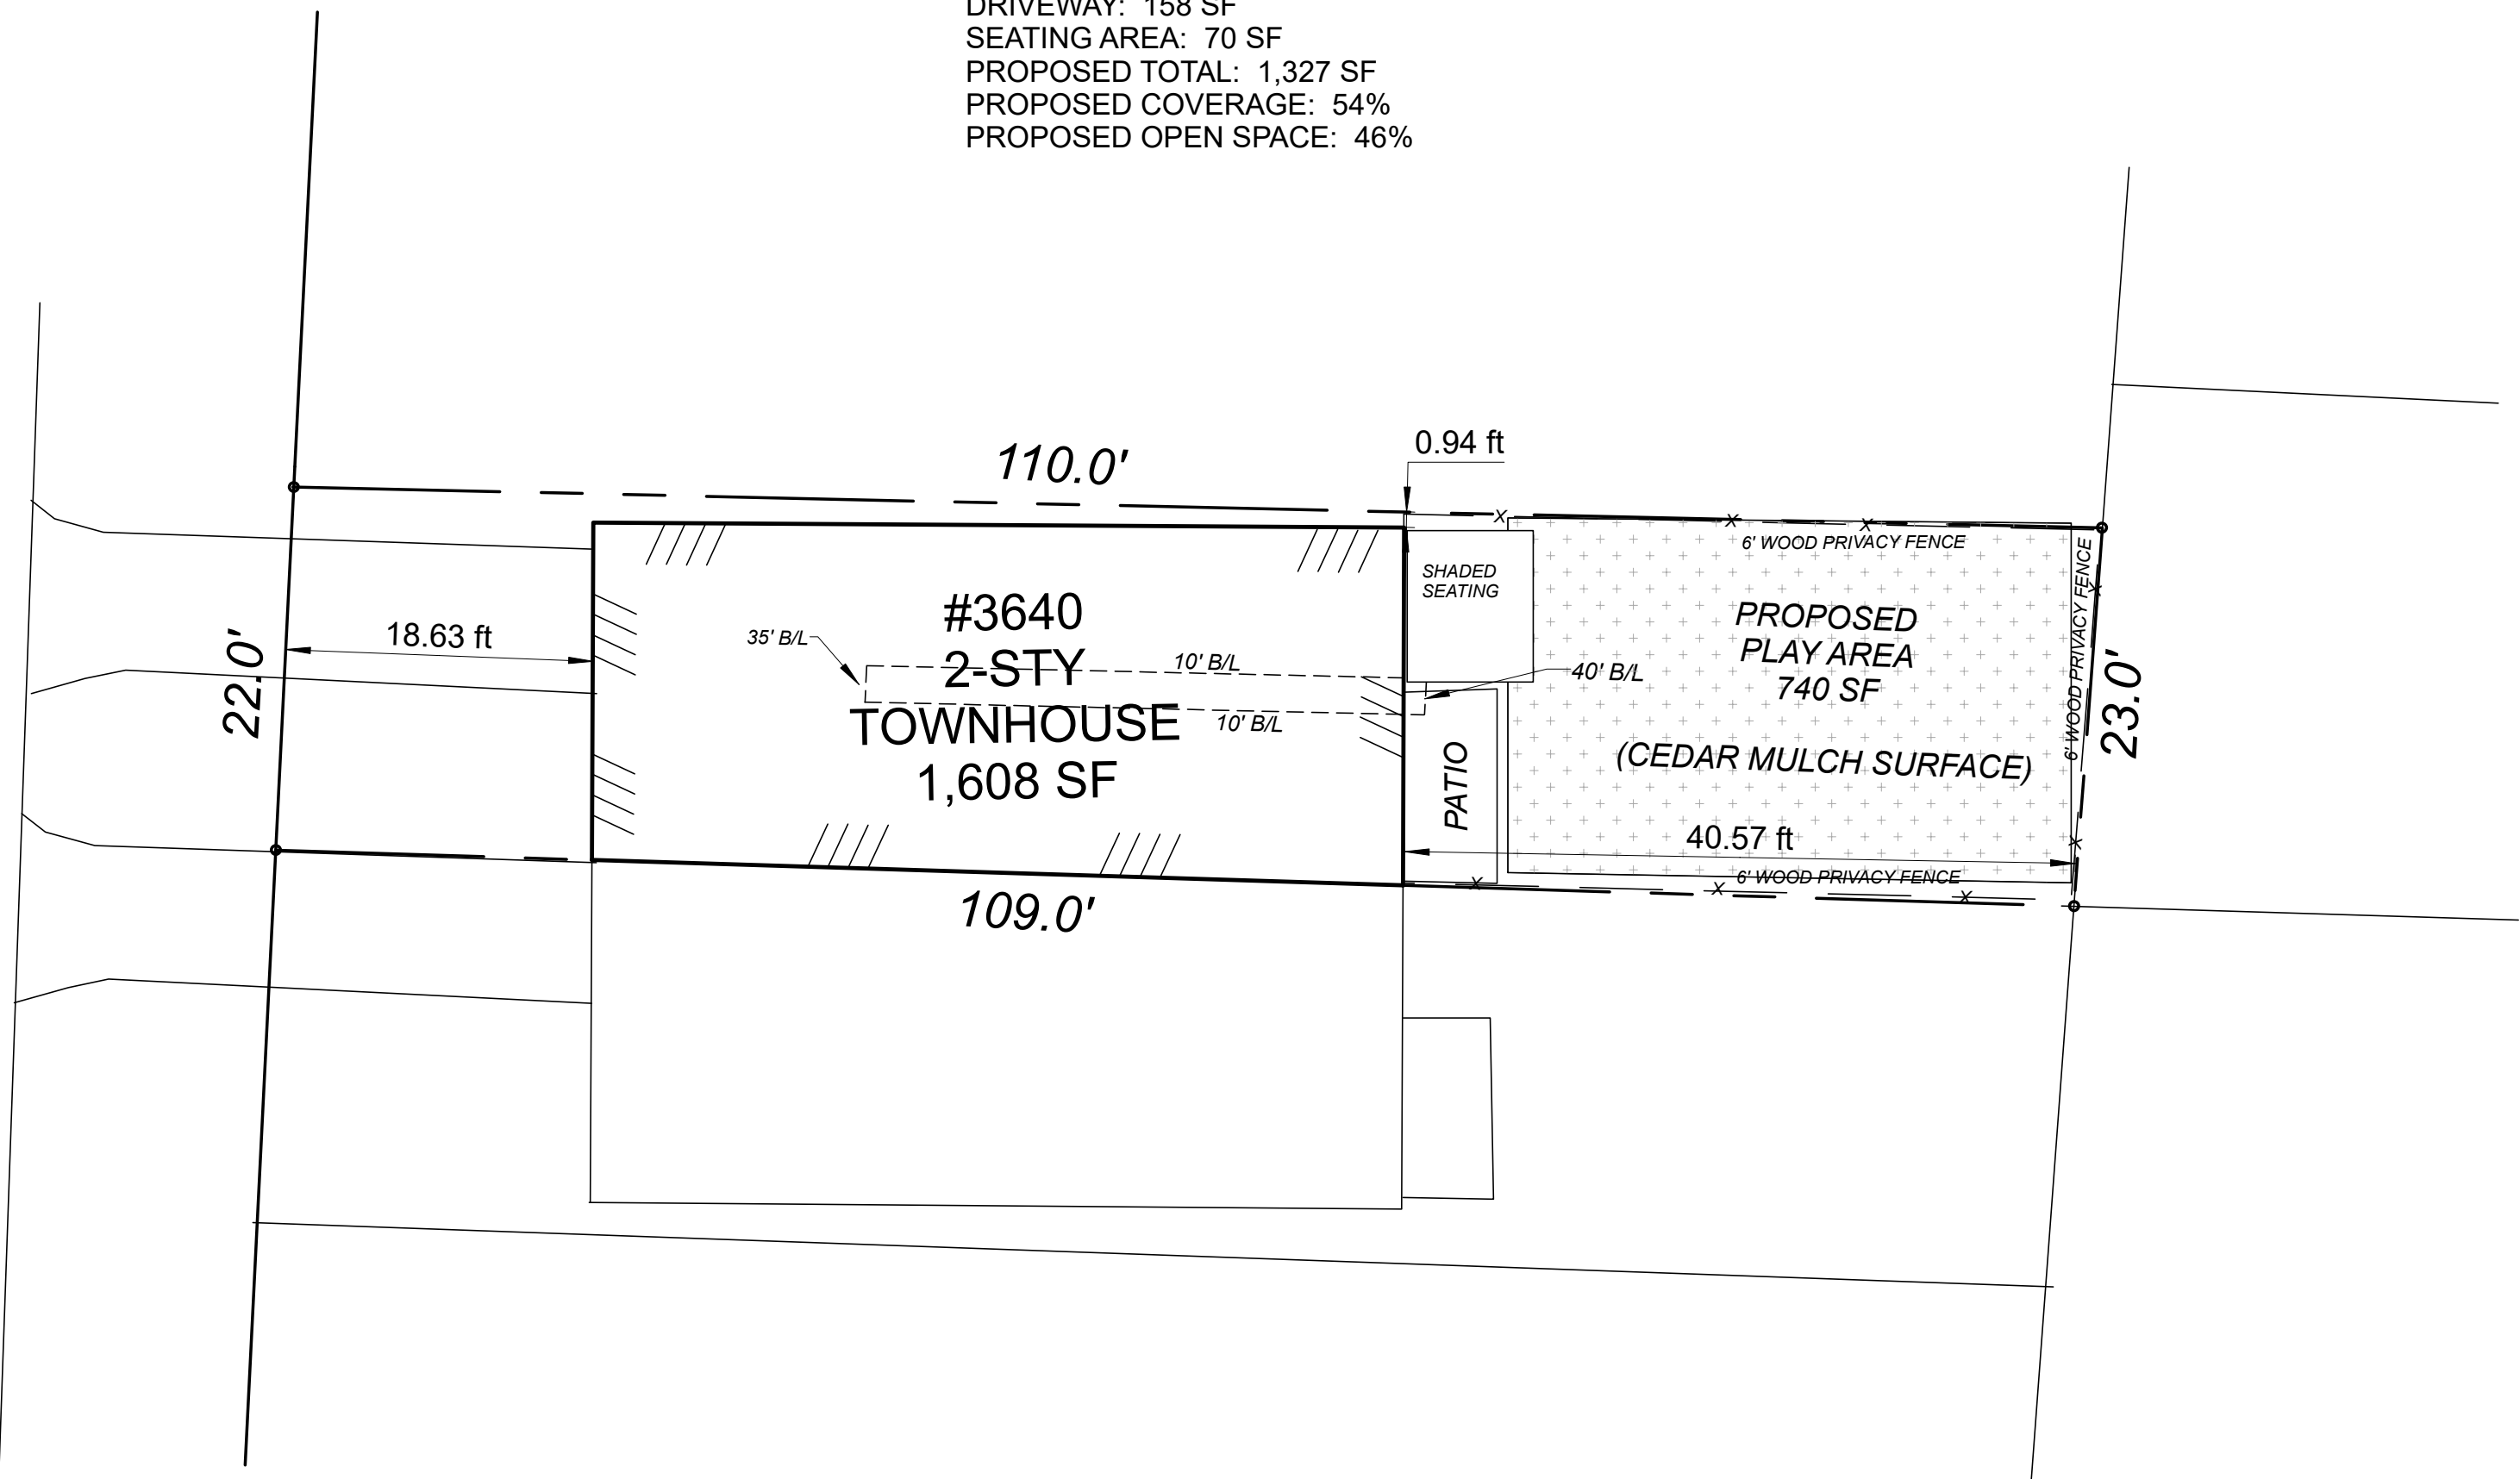 DRIVEWAY: 158 SF
SEATING AREA: 70 SF
PROPOSED TOTAL: 1,327 SF
PROPOSED COVERAGE: 54%
PROPOSED OPEN SPACE: 46%
110.0'
0.94 ft
6' WOOD PRIVACY FENCE
SHADED
SEATING
#3640
2-STY
TOWNHOUSE
1,608 SF
18.63 ft
22.0'
35' B/L
10' B/L
10' B/L
40' B/L
PROPOSED
PLAY AREA
740 SF
(CEDAR MULCH SURFACE)
6' WOOD PRIVACY FENCE
23.0'
PATIO
40.57 ft
6' WOOD PRIVACY FENCE
109.0'
X
X
X
X
X
X
X
X